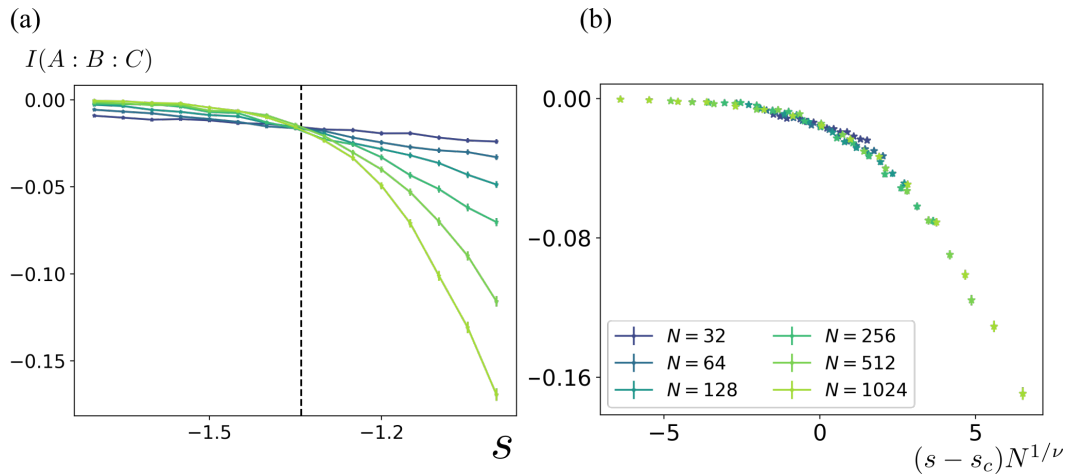 (a)
I(A : B : C)
0.00
−0.05
−0.10
−0.15
−1.5
−1.2
s
(b)
0.00
−0.08
−0.16
N = 32
N = 64
N = 128
N = 256
N = 512
N = 1024
−5
0
5
(s − s_c)N^{1/ν}